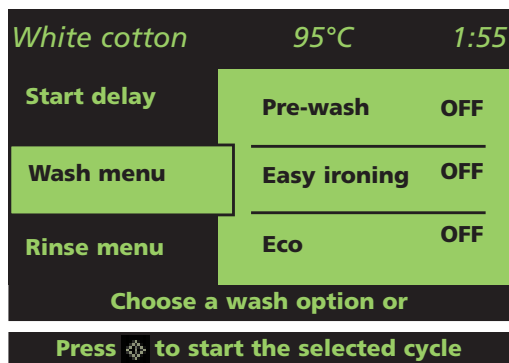 White cotton 95°C 1:55
Start delay
Pre-wash OFF
Wash menu
Easy ironing OFF
Rinse menu
Eco OFF
Choose a wash option or
Press to start the selected cycle